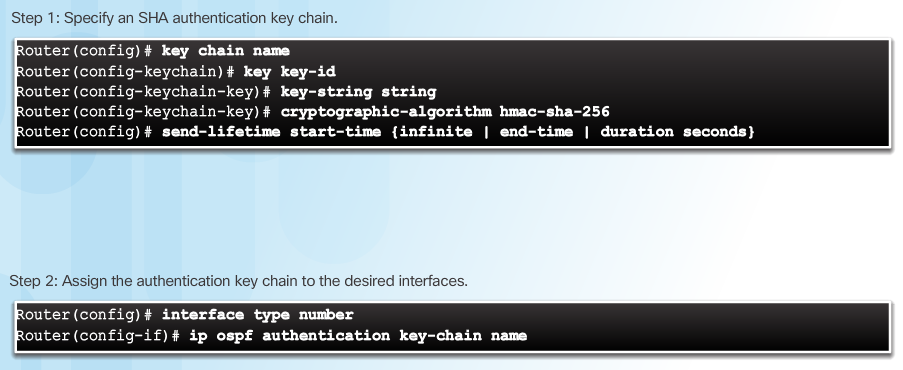 Step 1: Specify an SHA authentication key chain.
Router(config)# key chain name
Router(config-keychain)# key key-id
Router(config-keychain-key)# key-string string
Router(config-keychain-key)# cryptographic-algorithm hmac-sha-256
Router(config)# send-lifetime start-time {infinite | end-time | duration seconds}
Step 2: Assign the authentication key chain to the desired interfaces.
Router(config)# interface type number
Router(config-if)# ip ospf authentication key-chain name